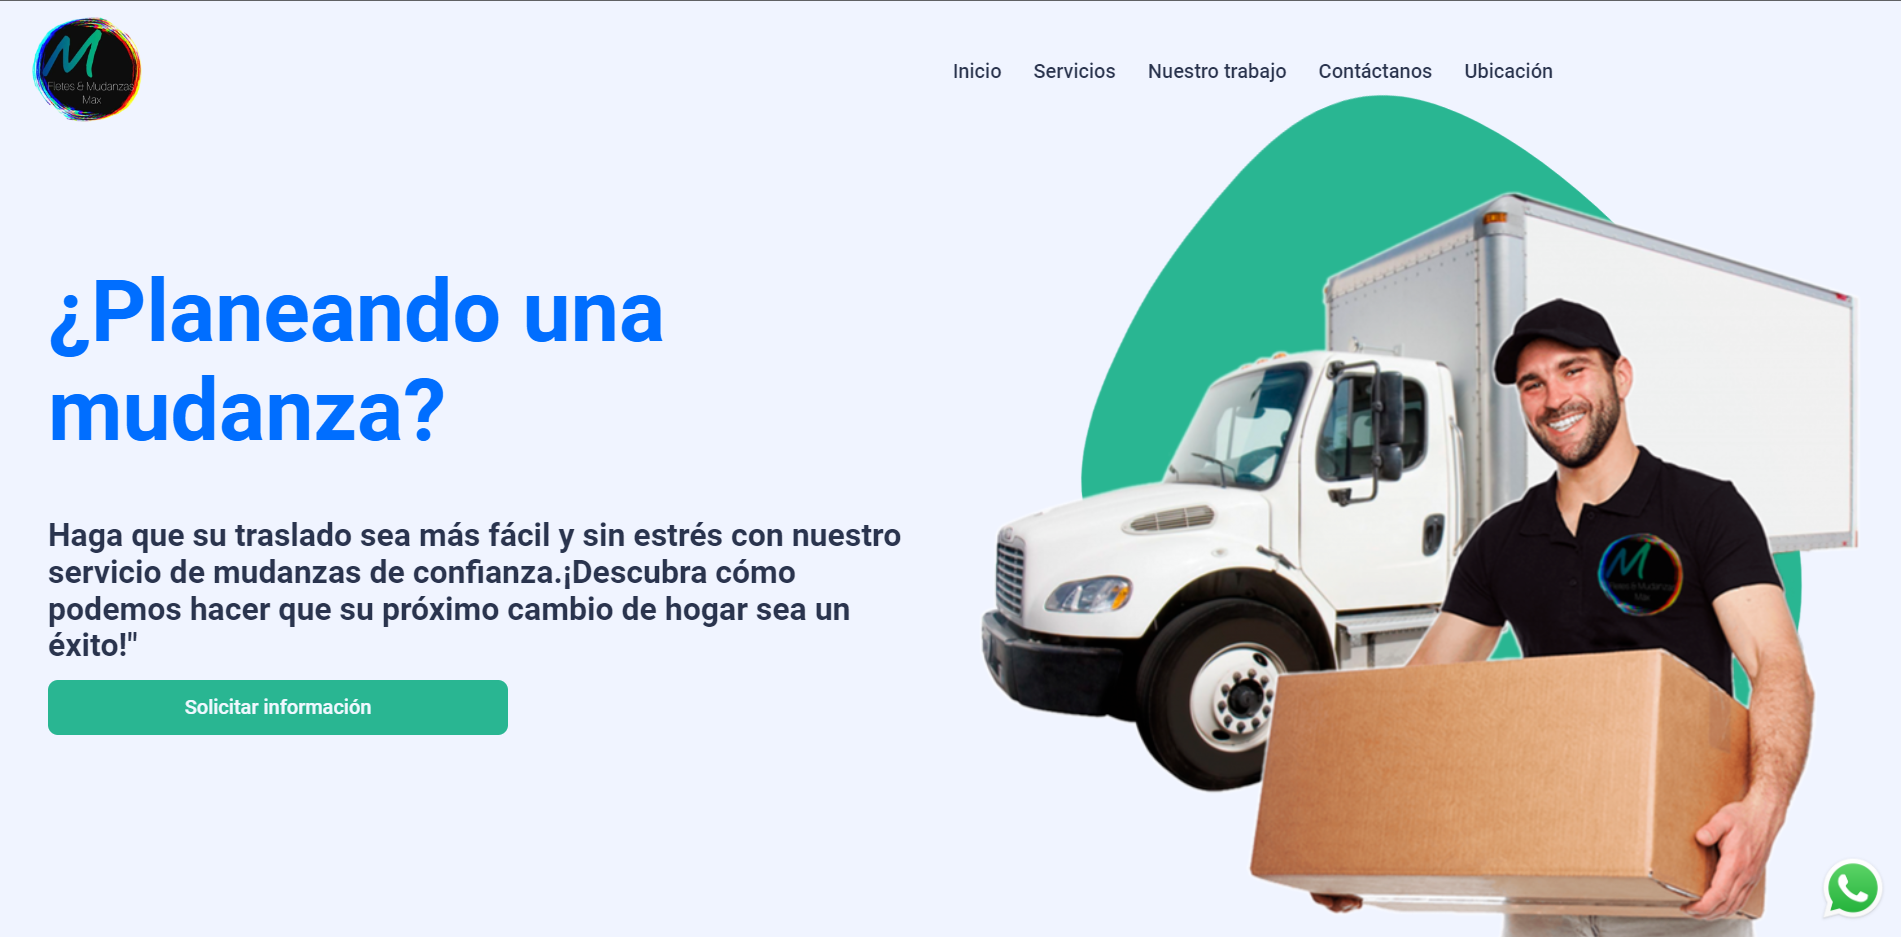 Fletes & Mudanzas
Max
Inicio Servicios Nuestro trabajo Contáctanos Ubicación
¿Planeando una
mudanza?
Haga que su traslado sea más fácil y sin estrés con nuestro
servicio de mudanzas de confianza.¡Descubra cómo
podemos hacer que su próximo cambio de hogar sea un
éxito!"
Solicitar información
Fletes & Mudanzas
Max